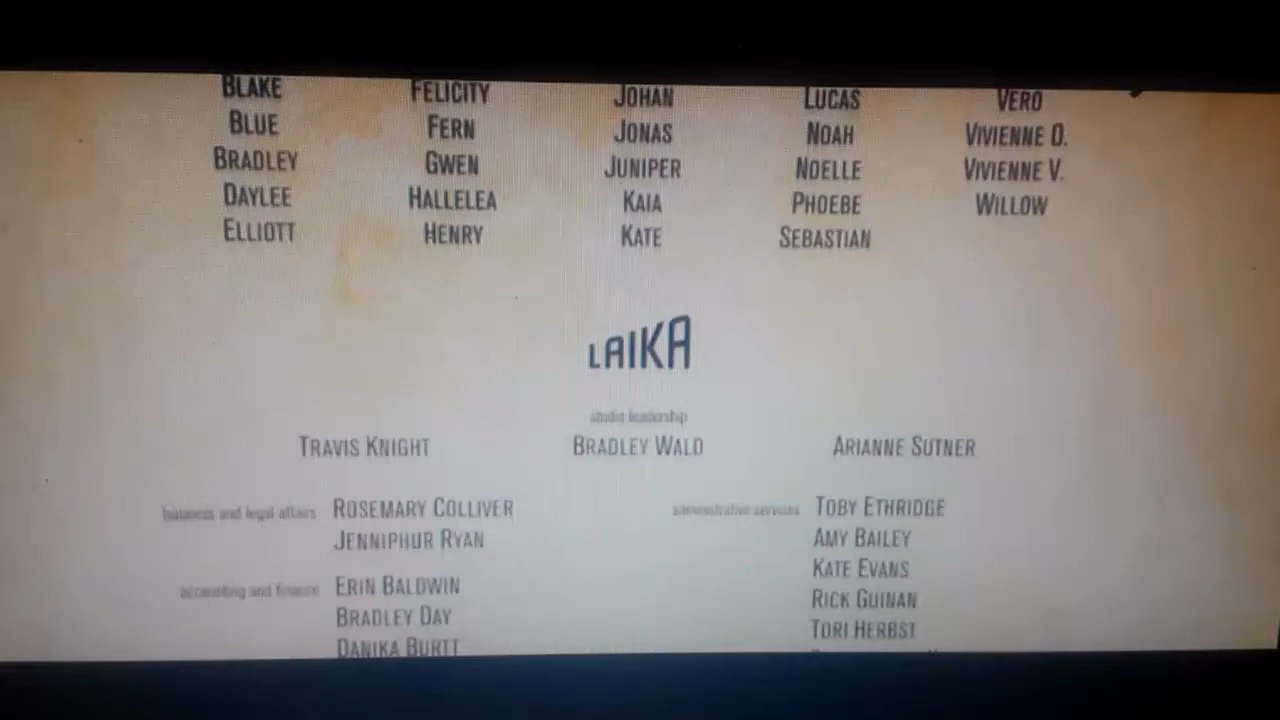 BLAKE FELICITY JOHAN LUCAS VERO
BLUE FERN JONAS NOAH VIVIENNE O.
BRADLEY GWEN JUNIPER NOELLE VIVIENNE V.
DAYLEE HALLELEA KAIA PHOEBE WILLOW
ELLIOTT HENRY KATE SEBASTIAN
LAIKA
studio leadership
TRAVIS KNIGHT BRADLEY WALD ARIANNE SUTNER
business and legal affairs ROSEMARY COLLIVER administrative services TOBY ETHRIDGE
JENNIPHUR RYAN AMY BAILEY
KATE EVANS
accounting and finance ERIN BALDWIN RICK GUINAN
BRADLEY DAY TORI HERBST
DANIKA BURTT